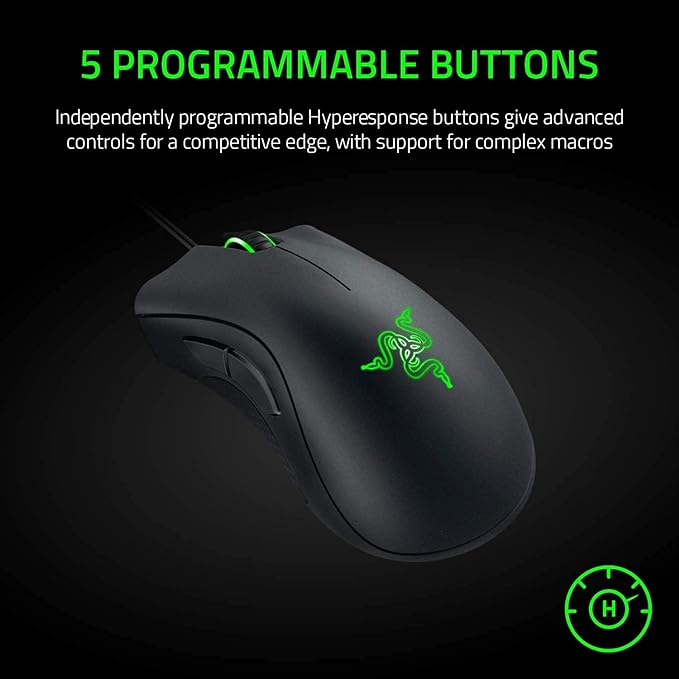 5 PROGRAMMABLE BUTTONS
Independently programmable Hyperesponse buttons give advanced
controls for a competitive edge, with support for complex macros
H